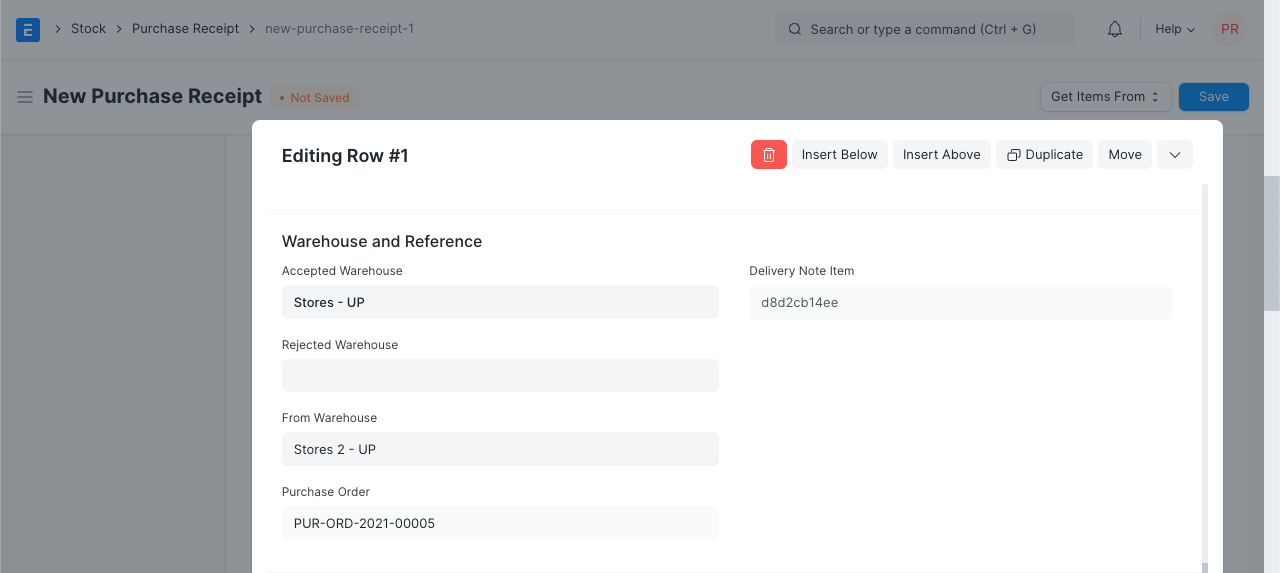 E > Stock > Purchase Receipt > new-purchase-receipt-1
Search or type a command (Ctrl + G)
Help
PR
New Purchase Receipt
• Not Saved
Get Items From
Save
Editing Row #1
Insert Below
Insert Above
Duplicate
Move
Warehouse and Reference
Accepted Warehouse
Stores - UP
Rejected Warehouse
From Warehouse
Stores 2 - UP
Purchase Order
PUR-ORD-2021-00005
Delivery Note Item
d8d2cb14ee